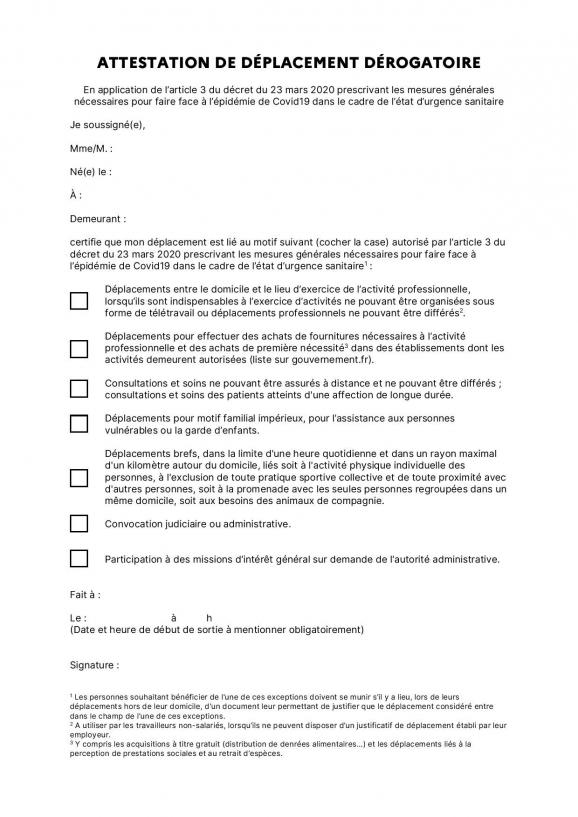 ATTESTATION DE DÉPLACEMENT DÉROGATOIRE
En application de l'article 3 du décret du 23 mars 2020 prescrivant les mesures générales
nécessaires pour faire face à l'épidémie de Covid19 dans le cadre de l'état d'urgence sanitaire
Je soussigné(e),
Mme/M. :
Né(e) le :
À :
Demeurant :
certifie que mon déplacement est lié au motif suivant (cocher la case) autorisé par l'article 3 du
décret du 23 mars 2020 prescrivant les mesures générales nécessaires pour faire face à
l'épidémie de Covid19 dans le cadre de l'état d'urgence sanitaire¹ :
Déplacements entre le domicile et le lieu d'exercice de l'activité professionnelle,
lorsqu'ils sont indispensables à l'exercice d'activités ne pouvant être organisées sous
forme de télétravail ou déplacements professionnels ne pouvant être différés².
Déplacements pour effectuer des achats de fournitures nécessaires à l'activité
professionnelle et des achats de première nécessité³ dans des établissements dont les
activités demeurent autorisées (liste sur gouvernement.fr).
Consultations et soins ne pouvant être assurés à distance et ne pouvant être différés ;
consultations et soins des patients atteints d'une affection de longue durée.
Déplacements pour motif familial impérieux, pour l'assistance aux personnes
vulnérables ou la garde d'enfants.
Déplacements brefs, dans la limite d'une heure quotidienne et dans un rayon maximal
d'un kilomètre autour du domicile, liés soit à l'activité physique individuelle des
personnes, à l'exclusion de toute pratique sportive collective et de toute proximité avec
d'autres personnes, soit à la promenade avec les seules personnes regroupées dans un
même domicile, soit aux besoins des animaux de compagnie.
Convocation judiciaire ou administrative.
Participation à des missions d'intérêt général sur demande de l'autorité administrative.
Fait à :
Le : à h
(Date et heure de début de sortie à mentionner obligatoirement)
Signature :
¹ Les personnes souhaitant bénéficier de l'une de ces exceptions doivent se munir s'il y a lieu, lors de leurs
déplacements hors de leur domicile, d'un document leur permettant de justifier que le déplacement considéré entre
dans le champ de l'une de ces exceptions.
² A utiliser par les travailleurs non-salariés, lorsqu'ils ne peuvent disposer d'un justificatif de déplacement établi par leur
employeur.
³ Y compris les acquisitions à titre gratuit (distribution de denrées alimentaires...) et les déplacements liés à la
perception de prestations sociales et au retrait d'espèces.